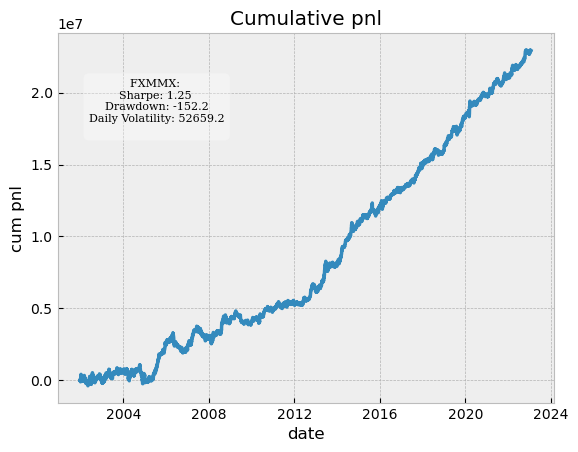 Cumulative pnl
1e7
FXMMX:
Sharpe: 1.25
Drawdown: -152.2
Daily Volatility: 52659.2
2.0
1.5
1.0
0.5
0.0
cum pnl
2004 2008 2012 2016 2020 2024
date